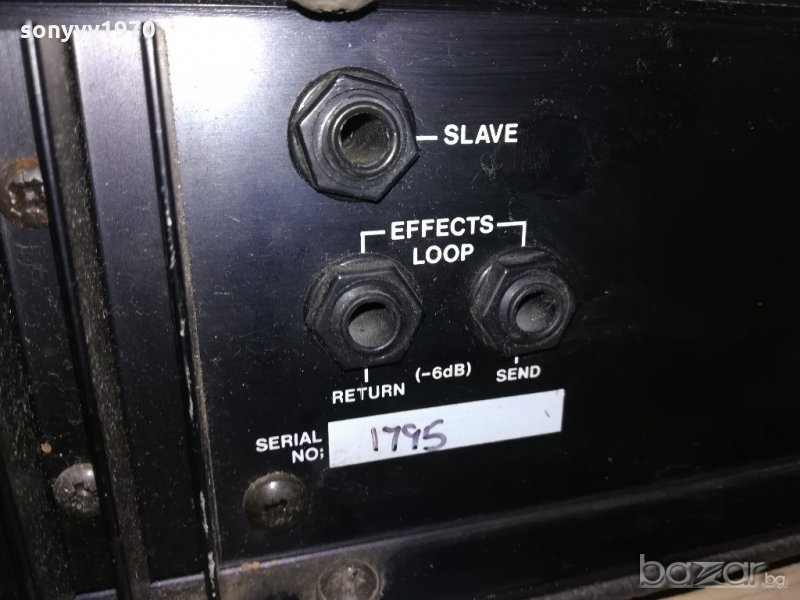 sonyvv1970
SLAVE
EFFECTS
LOOP
RETURN (-6dB) SEND
SERIAL
NO; 1795
bazar.bg